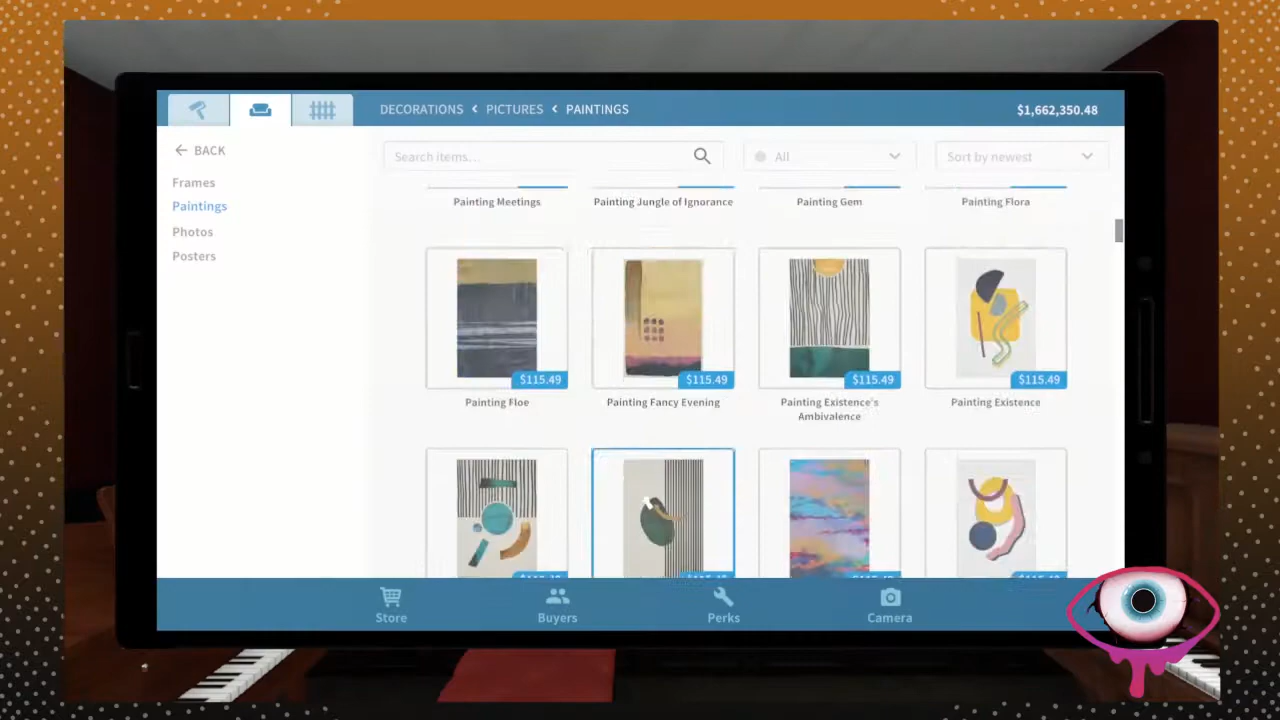 DECORATIONS < PICTURES < PAINTINGS
$1,662,350.48
BACK
Search items...
All
Sort by newest
Frames
Paintings
Photos
Posters
Painting Meetings
Painting Jungle of Ignorance
Painting Gem
Painting Flora
$115.49
$115.49
$115.49
$115.49
Painting Floe
Painting Fancy Evening
Painting Existence's
Ambivalence
Painting Existence
Store
Buyers
Perks
Camera